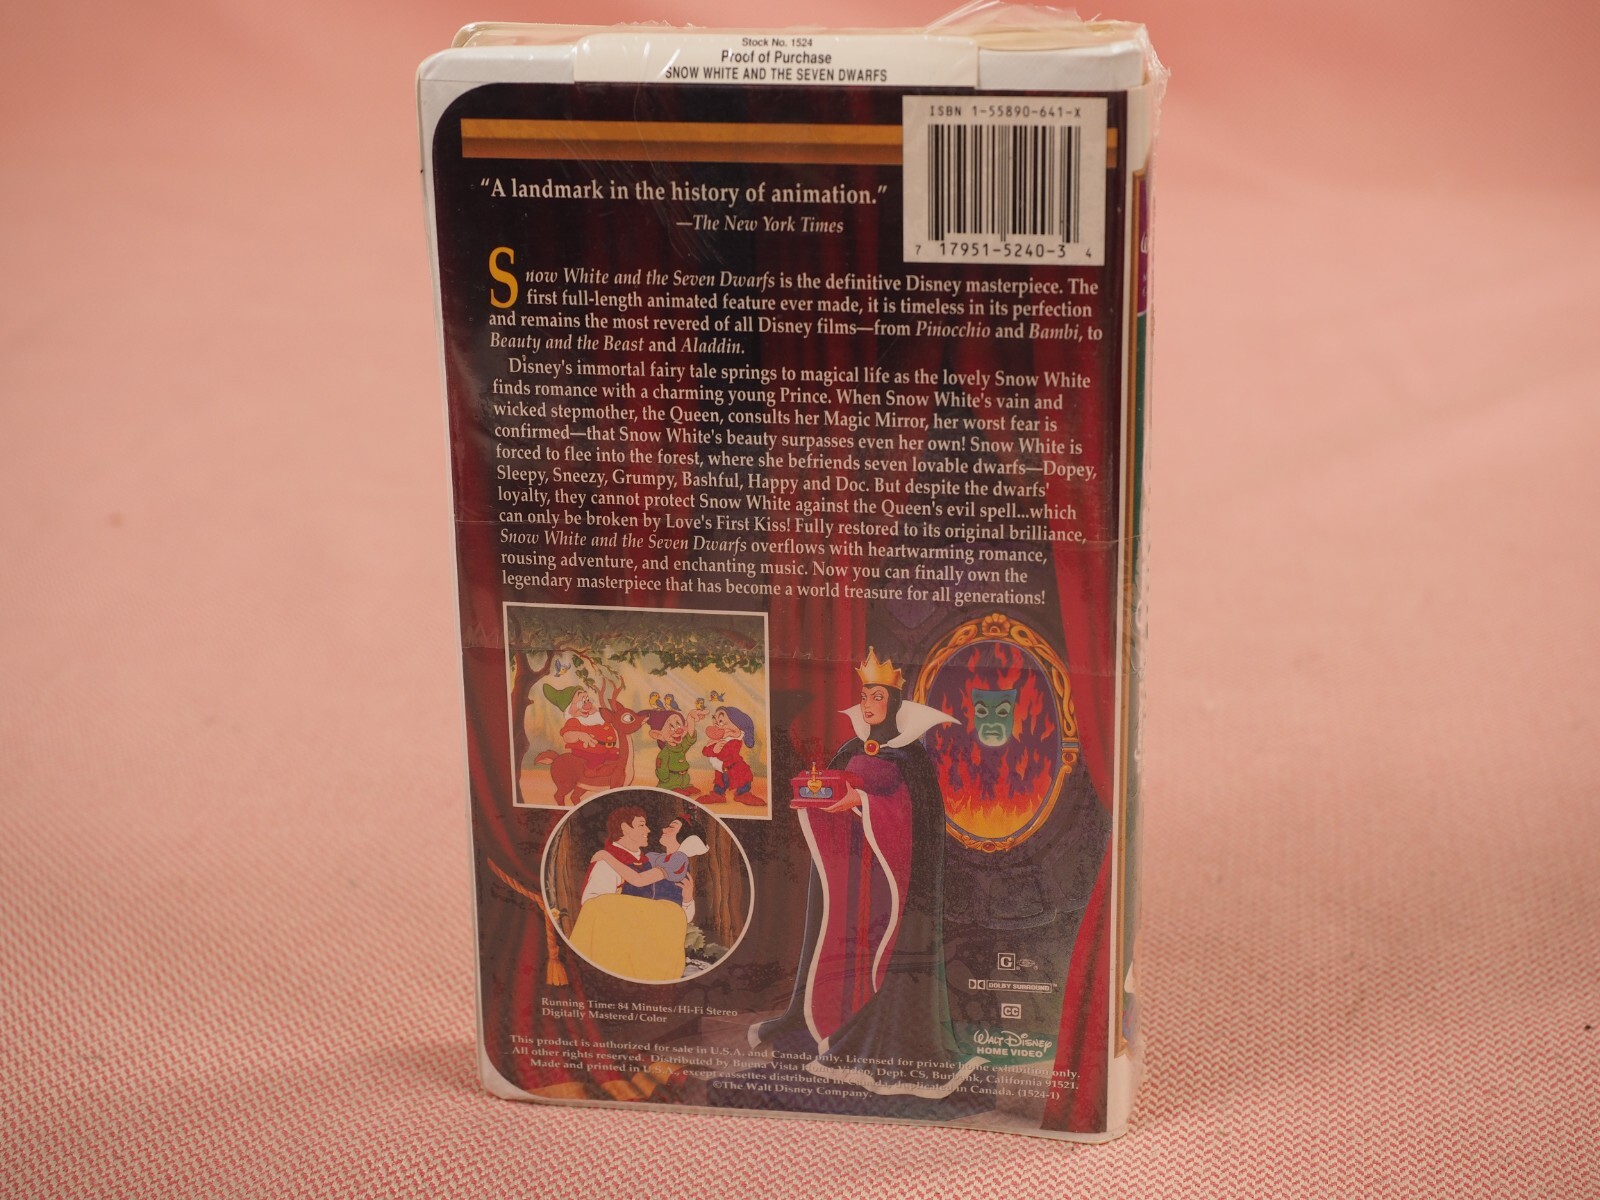 Stock No. 1524
Proof of Purchase
SNOW WHITE AND THE SEVEN DWARFS
ISBN 1-55890-641-X
7 17951-5240-3 4
"A landmark in the history of animation."
—The New York Times
Snow White and the Seven Dwarfs is the definitive Disney masterpiece. The
first full-length animated feature ever made, it is timeless in its perfection
and remains the most revered of all Disney films—from Pinocchio and Bambi, to
Beauty and the Beast and Aladdin.
Disney's immortal fairy tale springs to magical life as the lovely Snow White
finds romance with a charming young Prince. When Snow White's vain and
wicked stepmother, the Queen, consults her Magic Mirror, her worst fear is
confirmed—that Snow White's beauty surpasses even her own! Snow White is
forced to flee into the forest, where she befriends seven lovable dwarfs—Dopey,
Sleepy, Sneezy, Grumpy, Bashful, Happy and Doc. But despite the dwarfs'
loyalty, they cannot protect Snow White against the Queen's evil spell...which
can only be broken by Love's First Kiss! Fully restored to its original brilliance,
Snow White and the Seven Dwarfs overflows with heartwarming romance,
rousing adventure, and enchanting music. Now you can finally own the
legendary masterpiece that has become a world treasure for all generations!
G
DOLBY SURROUND
CC
Walt Disney
HOME VIDEO
Running Time: 84 Minutes/Hi-Fi Stereo
Digitally Mastered/Color
This product is authorized for sale in U.S.A. and Canada only. Licensed for private home exhibition only.
All other rights reserved. Distributed by Buena Vista Home Video, Dept. CS, Burbank, California 91521.
Made and printed in U.S.A., except cassettes distributed in Canada, duplicated in Canada. (1524-1)
©The Walt Disney Company.